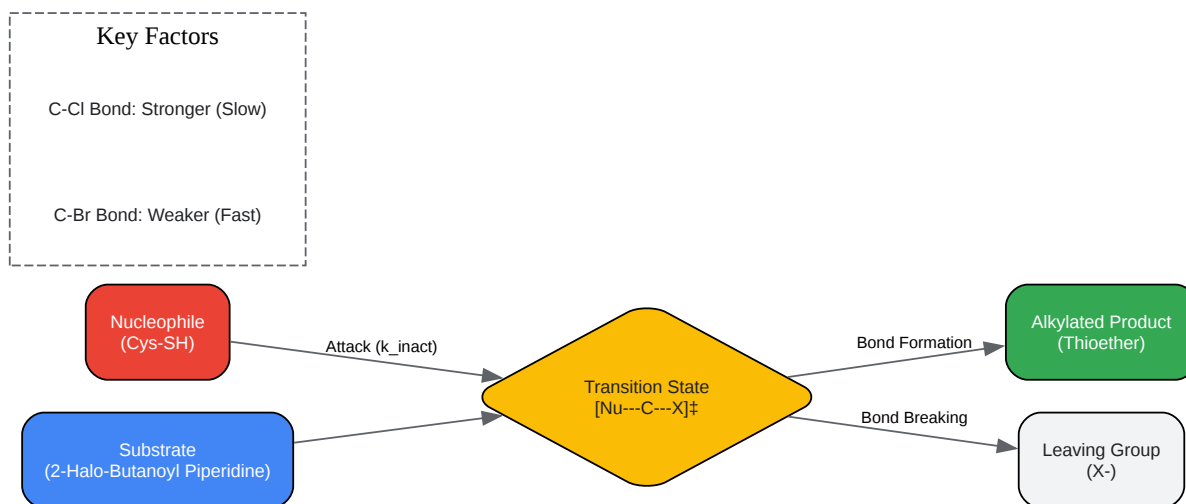 Key Factors
C-Cl Bond: Stronger (Slow)
C-Br Bond: Weaker (Fast)
Nucleophile
(Cys-SH)
Attack (k_inact)
Substrate
(2-Halo-Butanoyl Piperidine)
Transition State
[Nu---C---X]‡
Bond Formation
Bond Breaking
Alkylated Product
(Thioether)
Leaving Group
(X-)